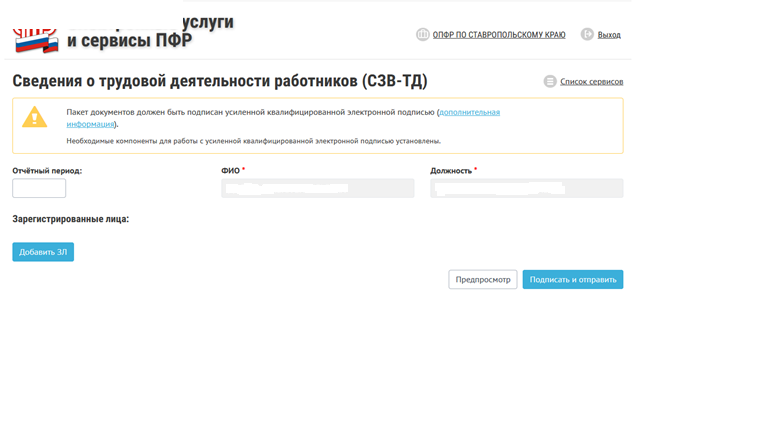 услуги
и сервисы ПФР
ОПФР ПО СТАВРОПОЛЬСКОМУ КРАЮ
Выход
Сведения о трудовой деятельности работников (СЗВ-ТД)
Список сервисов
Пакет документов должен быть подписан усиленной квалифицированной электронной подписью (дополнительная
информация).
Необходимые компоненты для работы с усиленной квалифицированной электронной подписью установлены.
Отчётный период:
ФИО *
Должность *
Зарегистрированные лица:
Добавить ЗЛ
Предпросмотр
Подписать и отправить